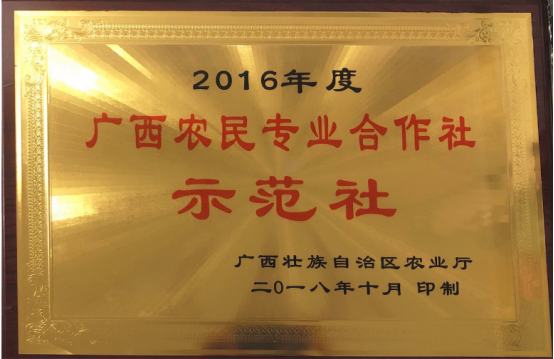 2016年度
广西农民专业合作社
示范社
广西壮族自治区农业厅
二0一八年十月 印制